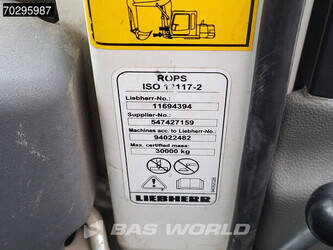 70295987
ROPS
ISO 12117-2
Liebherr-No.:
11694394
Supplier-No.:
547427159
Machines acc. to Liebherr-No.:
94022482
Max. certified mass:
30000 kg
LIEBHERR
BAS WORLD